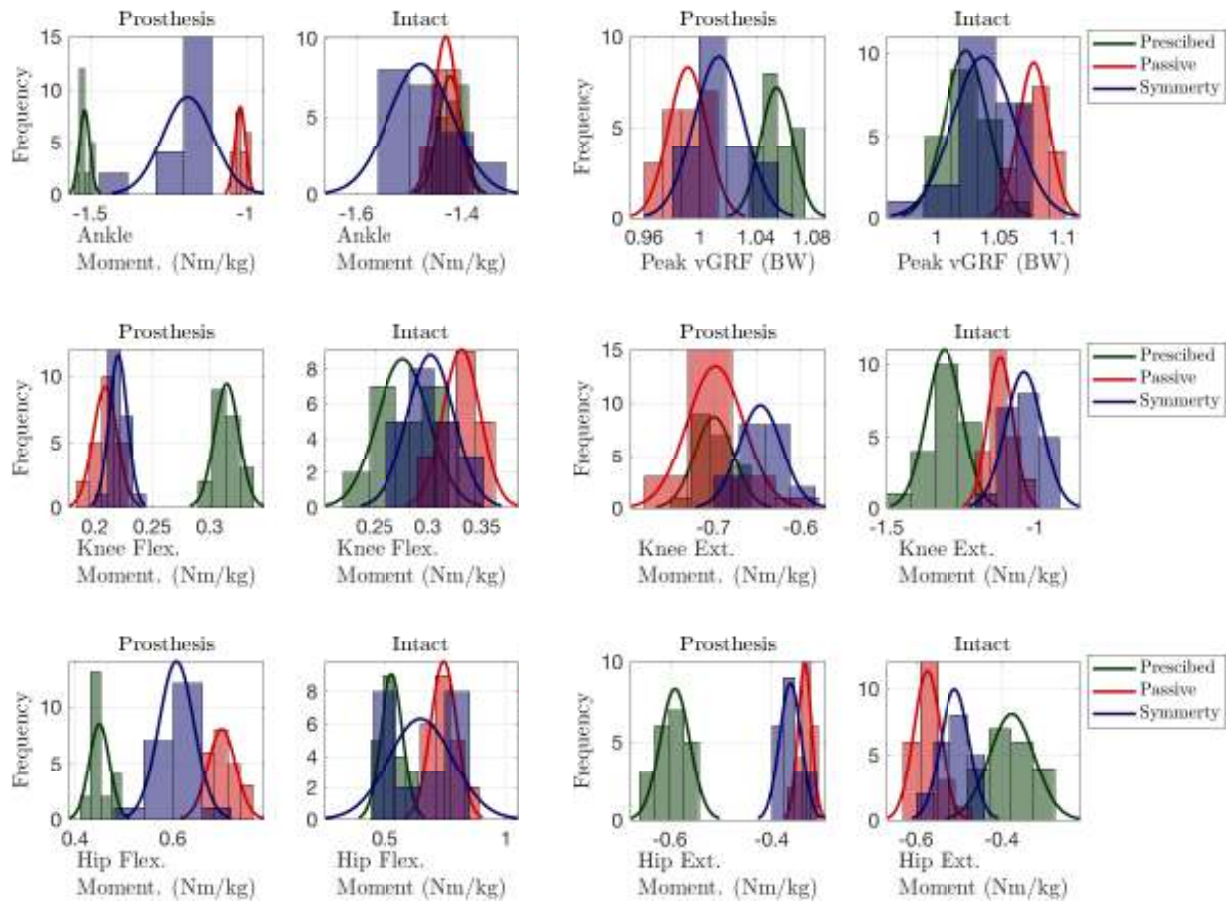 Prosthesis
Intact
Prosthesis
Intact
Frequency
15
10
5
0
-1.5
-1
Ankle
Moment. (Nm/kg)
10
8
6
4
2
0
-1.6
-1.4
Ankle
Moment (Nm/kg)
Frequency
10
5
0
0.96
1
1.04
1.08
Peak vGRF (BW)
10
5
0
1
1.05
1.1
Peak vGRF (BW)
Prescibed
Passive
Symmerty
Prosthesis
Intact
Prosthesis
Intact
Frequency
10
5
0
0.2
0.25
0.3
Knee Flex.
Moment. (Nm/kg)
8
6
4
2
0
0.25
0.3
0.35
Knee Flex.
Moment (Nm/kg)
Frequency
15
10
5
0
-0.7
-0.6
Knee Ext.
Moment. (Nm/kg)
10
5
0
-1.5
-1
Knee Ext.
Moment (Nm/kg)
Prescibed
Passive
Symmerty
Prosthesis
Intact
Prosthesis
Intact
Frequency
10
5
0
0.4
0.6
Hip Flex.
Moment. (Nm/kg)
8
6
4
2
0
0.5
1
Hip Flex.
Moment. (Nm/kg)
Frequency
10
5
0
-0.6
-0.4
Hip Ext.
Moment. (Nm/kg)
10
5
0
-0.6
-0.4
Hip Ext.
Moment. (Nm/kg)
Prescibed
Passive
Symmerty